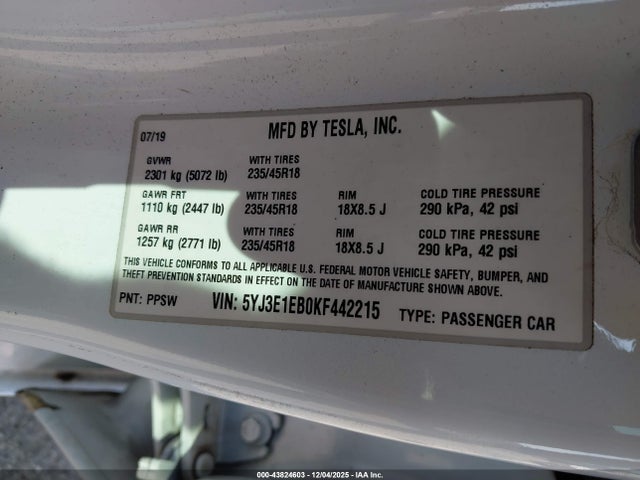 07/19 MFD BY TESLA, INC.
GVWR WITH TIRES
2301 kg (5072 lb) 235/45R18
GAWR FRT WITH TIRES RIM COLD TIRE PRESSURE
1110 kg (2447 lb) 235/45R18 18X8.5 J 290 kPa, 42 psi
GAWR RR WITH TIRES RIM COLD TIRE PRESSURE
1257 kg (2771 lb) 235/45R18 18X8.5 J 290 kPa, 42 psi
THIS VEHICLE CONFORMS TO ALL APPLICABLE U.S. FEDERAL MOTOR VEHICLE SAFETY, BUMPER, AND
THEFT PREVENTION STANDARDS IN EFFECT ON THE DATE OF MANUFACTURE SHOWN ABOVE.
PNT: PPSW VIN: 5YJ3E1EB0KF442215 TYPE: PASSENGER CAR
000-43824603 - 12/04/2025 - IAA Inc.